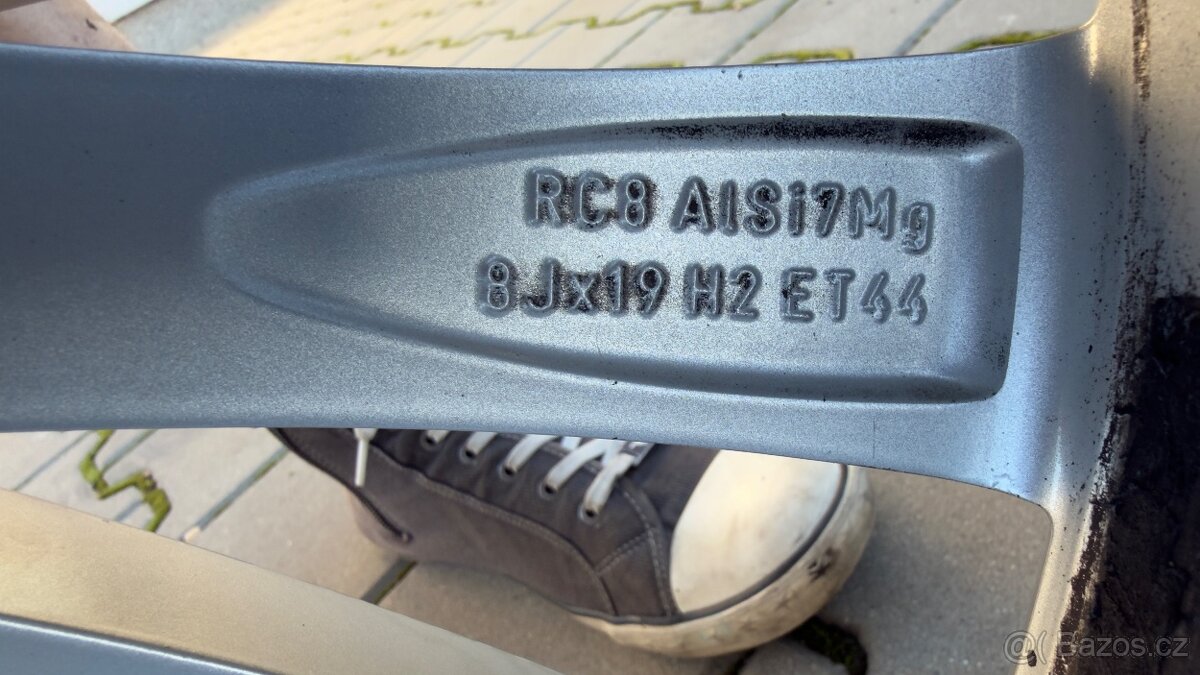 RC8 AlSi7Mg
8Jx19 H2 ET44
Bazos.cz